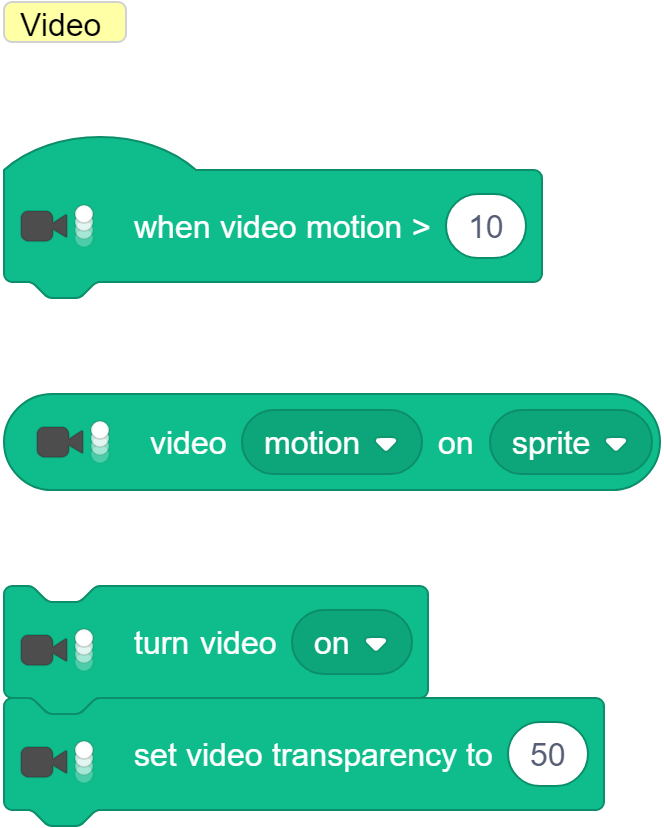 Video
when video motion > 10
video motion on sprite
turn video on
set video transparency to 50